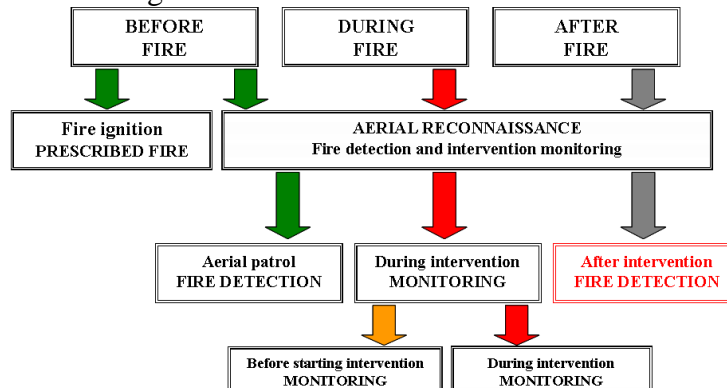 BEFORE
FIRE
DURING
FIRE
AFTER
FIRE
Fire ignition
PRESCRIBED FIRE
AERIAL RECONNAISSANCE
Fire detection and intervention monitoring
Aerial patrol
FIRE DETECTION
During intervention
MONITORING
After intervention
FIRE DETECTION
Before starting intervention
MONITORING
During intervention
MONITORING